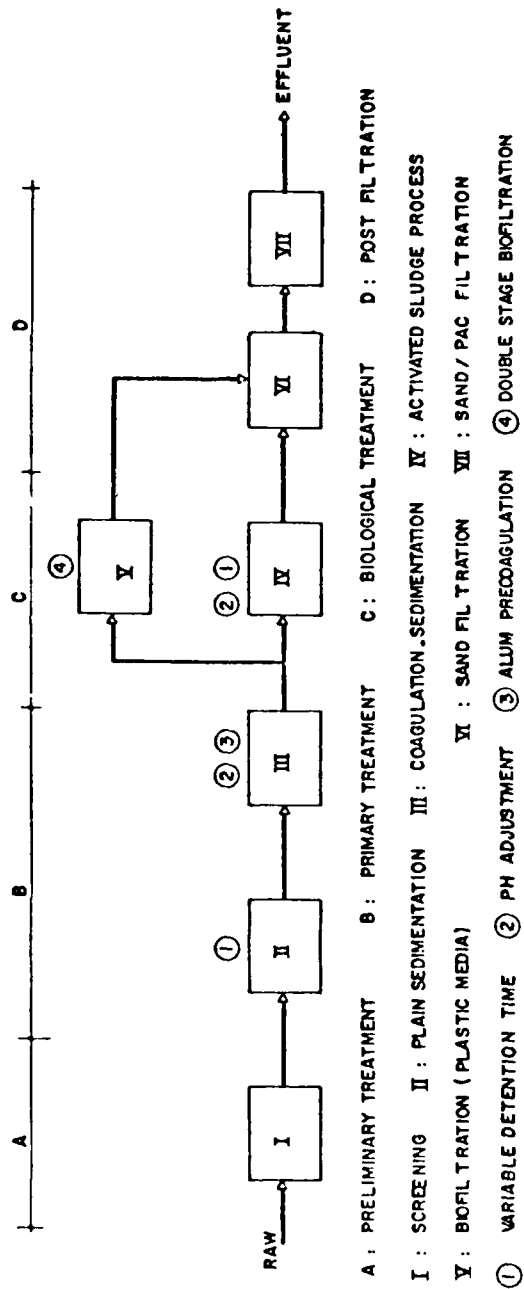 A B C D
④
② ③ ② ①
①
RAW I II III IV V VI VII EFFLUENT
A : PRELIMINARY TREATMENT B : PRIMARY TREATMENT C : BIOLOGICAL TREATMENT D : POST FILTRATION
I : SCREENING II : PLAIN SEDIMENTATION III : COAGULATION.SEDIMENTATION IV : ACTIVATED SLUDGE PROCESS
V : BIOFILTRATION (PLASTIC MEDIA) VI : SAND FILTRATION VII : SAND / PAC FILTRATION
① VARIABLE DETENTION TIME ② PH ADJUSTMENT ③ ALUM PRECOAGULATION ④ DOUBLE STAGE BIOFILTRATION